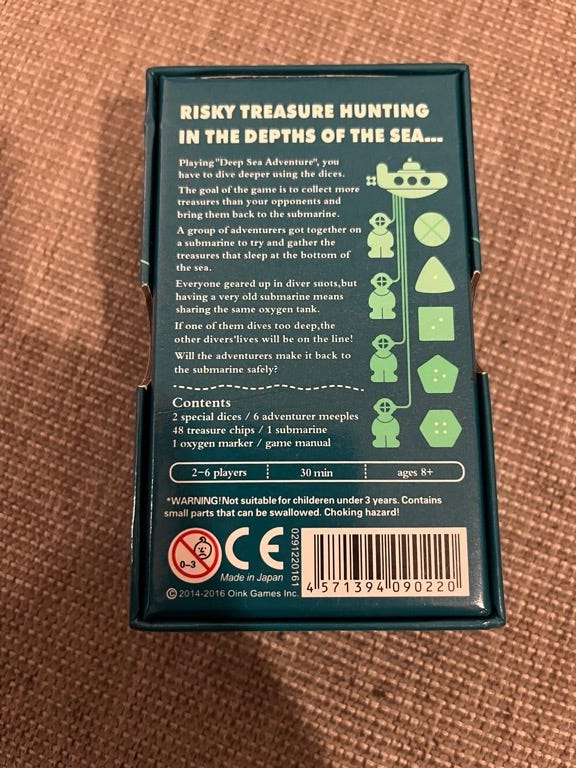 RISKY TREASURE HUNTING
IN THE DEPTHS OF THE SEA...
Playing "Deep Sea Adventure", you
have to dive deeper using the dices.
The goal of the game is to collect more
treasures than your opponents and
bring them back to the submarine.
A group of adventurers got together on
a submarine to try and gather the
treasures that sleep at the bottom of
the sea.
Everyone geared up in diver suots,but
having a very old submarine means
sharing the same oxygen tank.
If one of them dives too deep,the
other divers'lives will be on the line!
Will the adventurers make it back to
the submarine safely?
Contents
2 special dices / 6 adventurer meeples
48 treasure chips / 1 submarine
1 oxygen marker / game manual
2-6 players
30 min
ages 8+
*WARNING!Not suitable for childeren under 3 years. Contains
small parts that can be swallowed. Choking hazard!
0-3
CE
Made in Japan
©2014-2016 Oink Games Inc.
0291220161
4 571394 090220